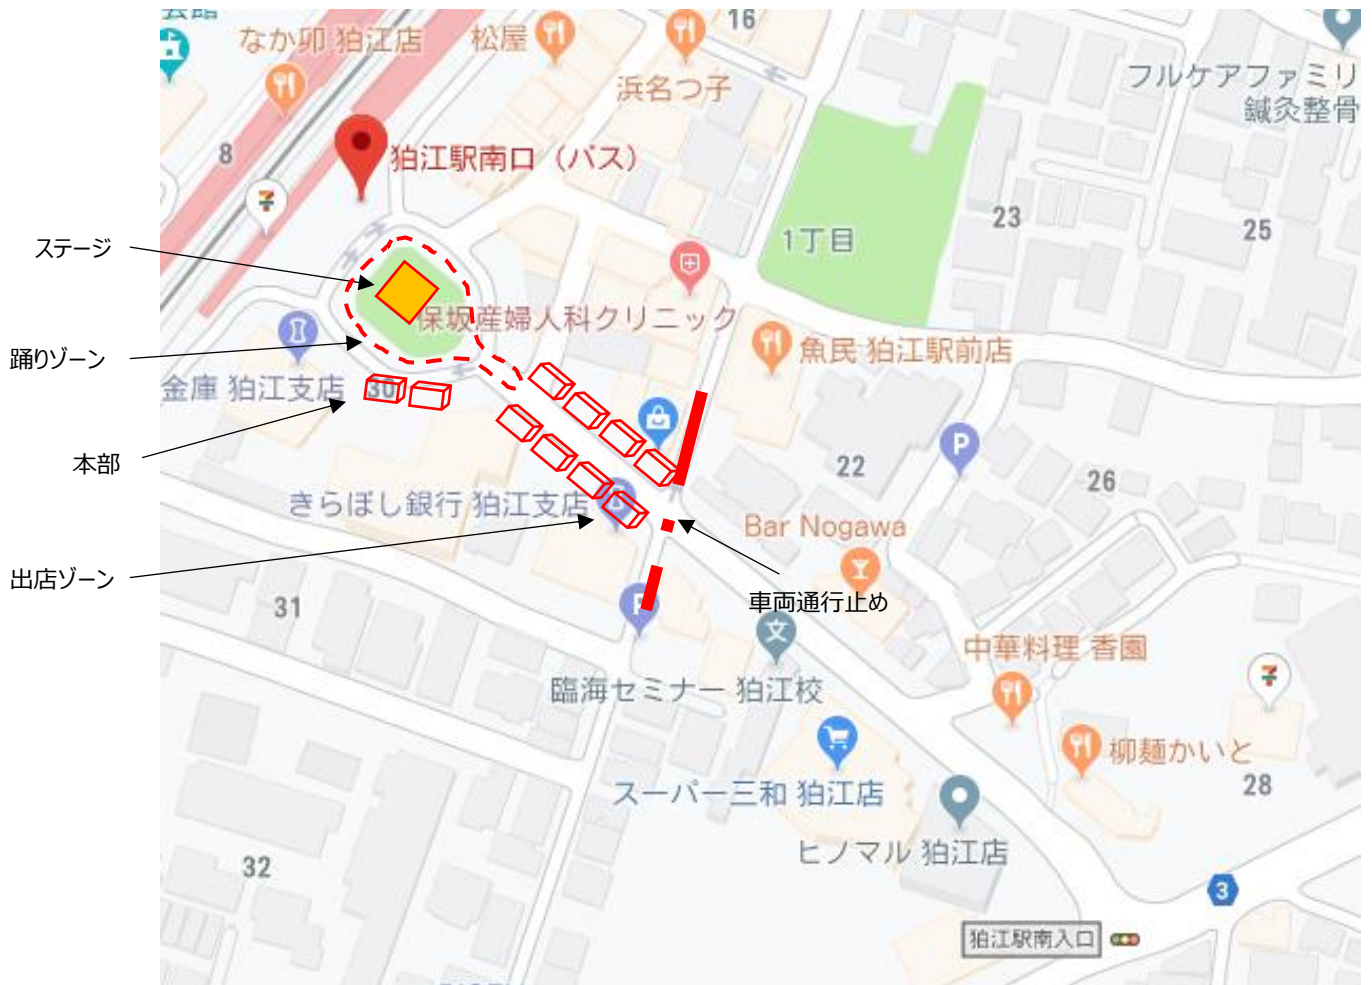 16
なか卯 狛江店
松屋
浜名つ子
フルケアファミリ
鍼灸整骨
8
狛江駅南口（バス）
23
25
1丁目
ステージ
保坂産婦人科クリニック
魚民 狛江駅前店
踊りゾーン
金庫 狛江支店
30
本部
22
26
P
きらぼし銀行 狛江支店
Bar Nogawa
出店ゾーン
車両通行止め
31
P
文
中華料理 香園
臨海セミナー 狛江校
柳麺かいと
スーパー三和 狛江店
28
ヒノマル 狛江店
32
3
狛江駅南入口